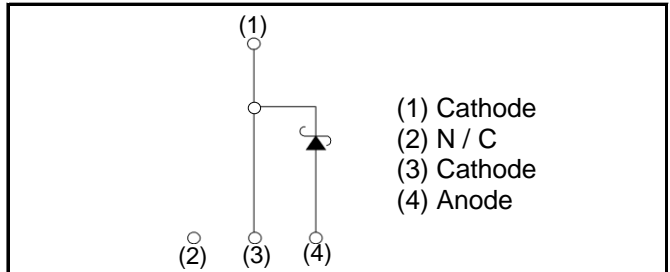 (1)
(1) Cathode
(2) N / C
(3) Cathode
(4) Anode
(2) (3) (4)